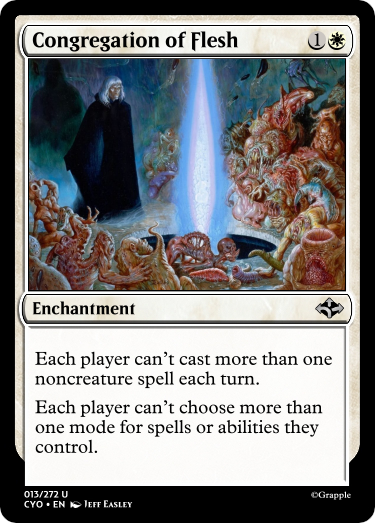 Congregation of Flesh
1
Enchantment
Each player can't cast more than one
noncreature spell each turn.
Each player can't choose more than
one mode for spells or abilities they
control.
013/272 U
CYO • EN Jeff Easley
©Grapple